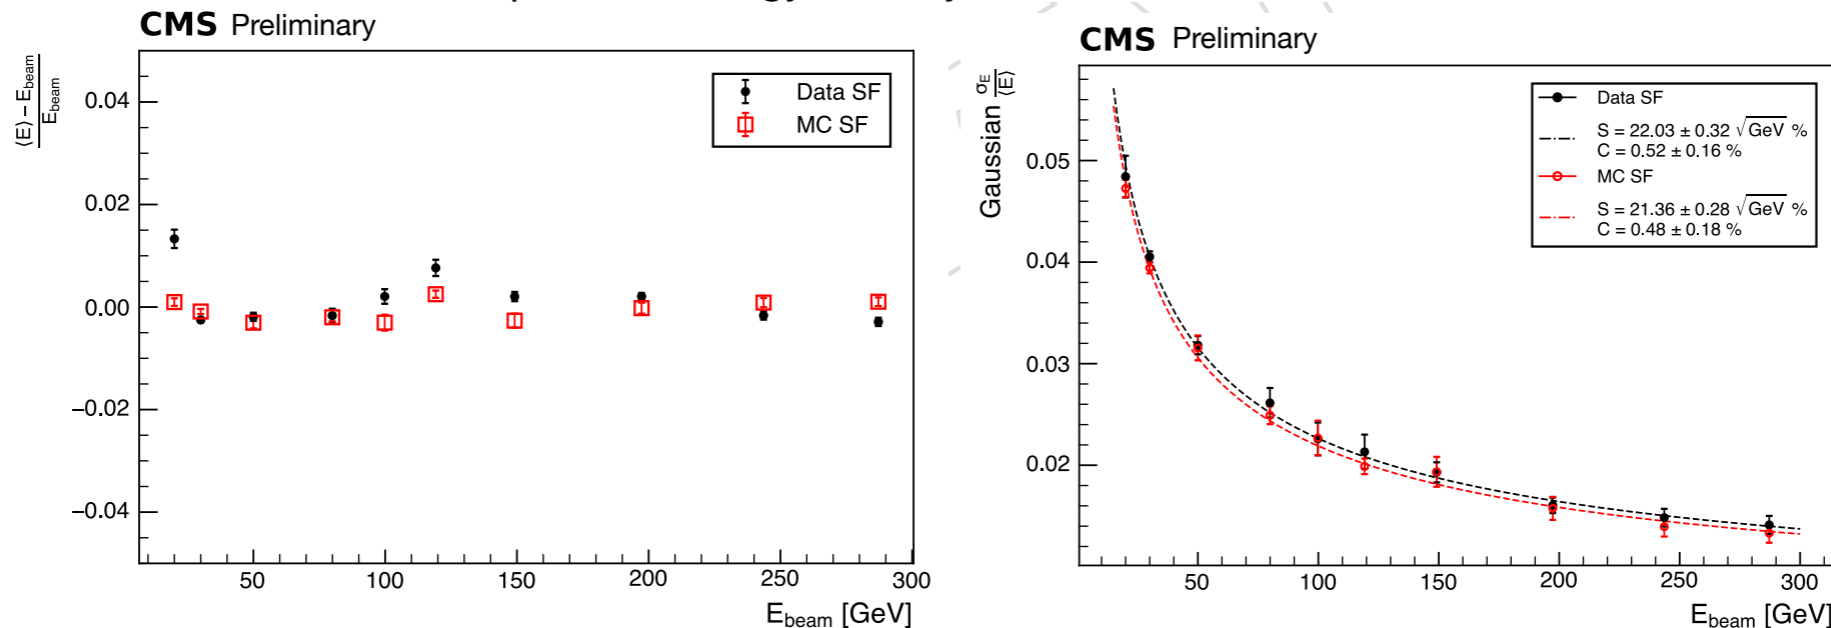 CMS Preliminary
⟨E⟩ – E_beam
E_beam
0.04
0.02
0.00
−0.02
−0.04
Data SF
MC SF
50 100 150 200 250 300
E_beam [GeV]
CMS Preliminary
Gaussian σ_E
⟨E⟩
0.05
0.04
0.03
0.02
Data SF
S = 22.03 ± 0.32 √GeV %
C = 0.52 ± 0.16 %
MC SF
S = 21.36 ± 0.28 √GeV %
C = 0.48 ± 0.18 %
50 100 150 200 250 300
E_beam [GeV]